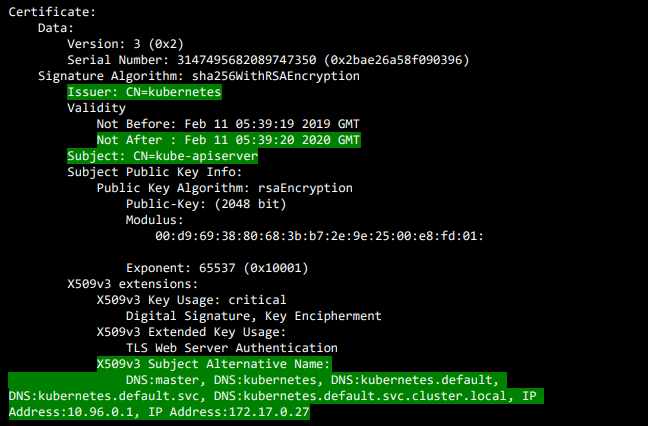 Certificate:
Data:
Version: 3 (0x2)
Serial Number: 3147495682089747350 (0x2bae26a58f090396)
Signature Algorithm: sha256WithRSAEncryption
Issuer: CN=kubernetes
Validity
Not Before: Feb 11 05:39:19 2019 GMT
Not After : Feb 11 05:39:20 2020 GMT
Subject: CN=kube-apiserver
Subject Public Key Info:
Public Key Algorithm: rsaEncryption
Public-Key: (2048 bit)
Modulus:
00:d9:69:38:80:68:3b:b7:2e:9e:25:00:e8:fd:01:
Exponent: 65537 (0x10001)
X509v3 extensions:
X509v3 Key Usage: critical
Digital Signature, Key Encipherment
X509v3 Extended Key Usage:
TLS Web Server Authentication
X509v3 Subject Alternative Name:
DNS:master, DNS:kubernetes, DNS:kubernetes.default,
DNS:kubernetes.default.svc, DNS:kubernetes.default.svc.cluster.local, IP
Address:10.96.0.1, IP Address:172.17.0.27